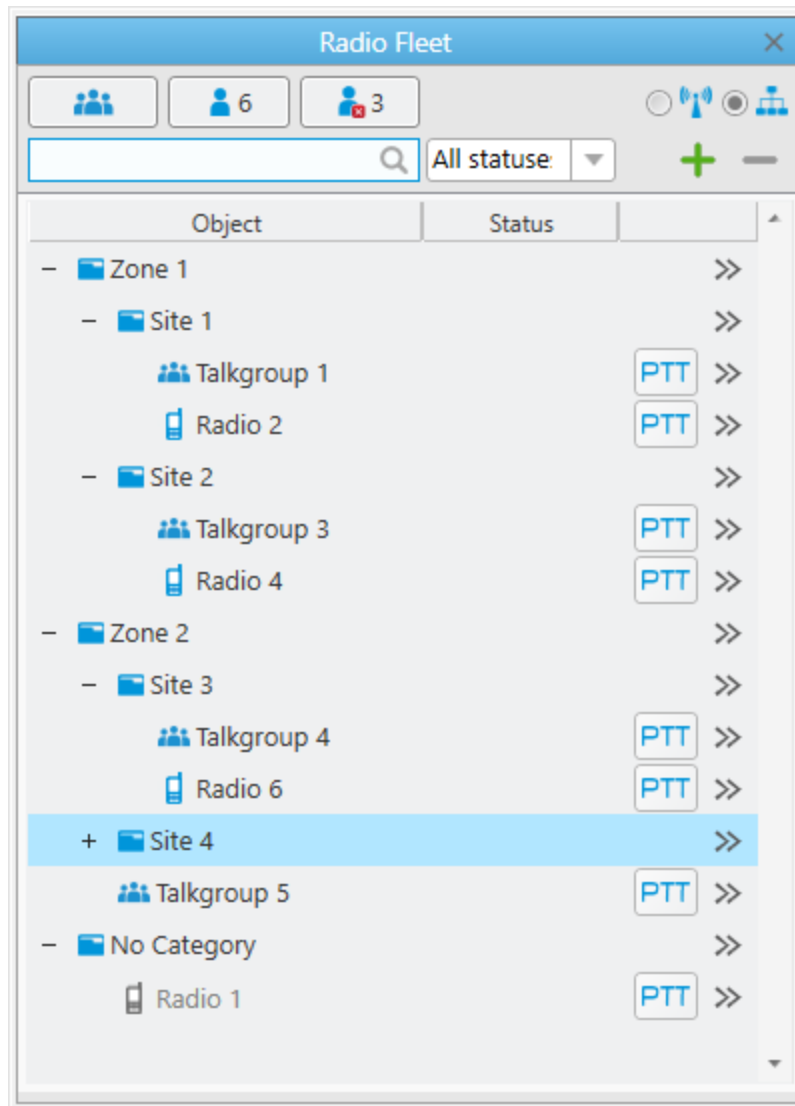 Radio Fleet
6 3
All statuse
Object Status
Zone 1
Site 1
Talkgroup 1 PTT
Radio 2 PTT
Site 2
Talkgroup 3 PTT
Radio 4 PTT
Zone 2
Site 3
Talkgroup 4 PTT
Radio 6 PTT
Site 4
Talkgroup 5 PTT
No Category
Radio 1 PTT